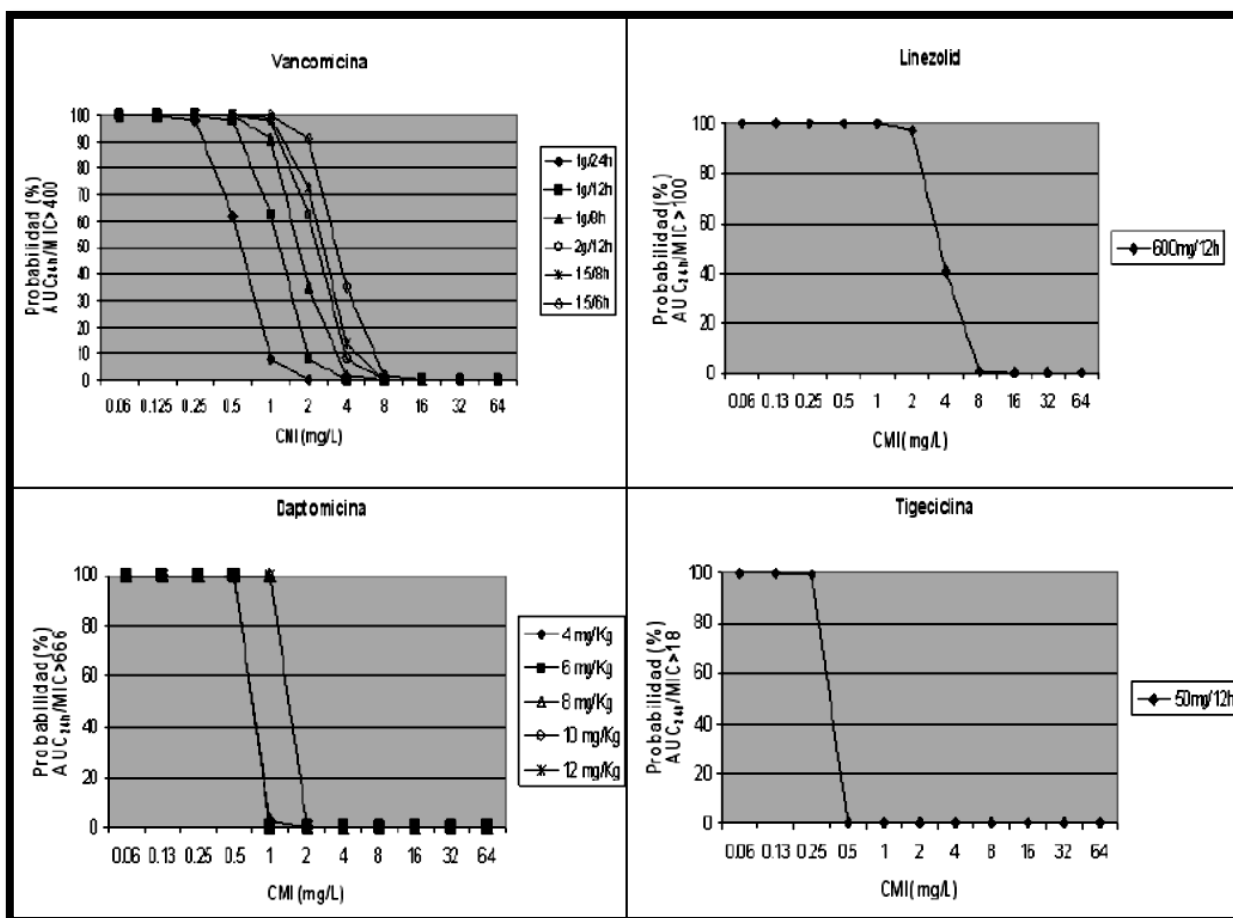 Vancomicina
Probabilidad (%)
AUC24h/MIC>400
100
90
80
70
60
50
40
30
20
10
0
0.06 0.125 0.25 0.5 1 2 4 8 16 32 64
CMI (mg/L)
1g/24h
1g/12h
1g/8h
2g/12h
1.5/8h
1.5/6h
Linezolid
Probabilidad (%)
AUC24h/MIC>100
100
80
60
40
20
0
0.06 0.13 0.25 0.5 1 2 4 8 16 32 64
CMI( mg/L)
600mg/12h
Daptomicina
Probabilidad (%)
AUC24h/MIC>666
100
80
60
40
20
0
0.06 0.13 0.25 0.5 1 2 4 8 16 32 64
CMI (mg/L)
4 mg/Kg
6 mg/Kg
8 mg/Kg
10 mg/Kg
12 mg/Kg
Tigeciclina
Probabilidad (%)
AUC24h/MIC>18
100
80
60
40
20
0
0.06 0.13 0.25 0.5 1 2 4 8 16 32 64
CMI( mg/L)
50mg/12h